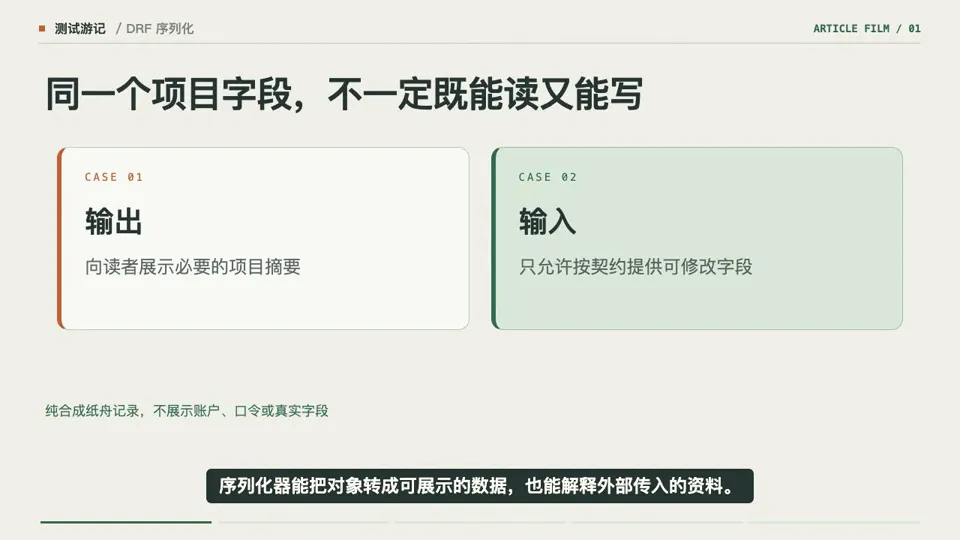 测试游记 / DRF 序列化
ARTICLE FILM / 01
同一个项目字段，不一定既能读又能写
CASE 01
输出
向读者展示必要的项目摘要
CASE 02
输入
只允许按契约提供可修改字段
纯合成纸舟记录，不展示账户、口令或真实字段
序列化器能把对象转成可展示的数据，也能解释外部传入的资料。